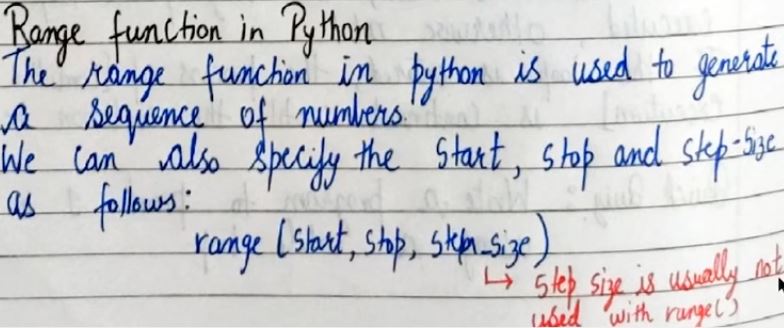 Range function in Python
The range function in python is used to generate
a sequence of numbers.
We can also specify the start, stop and step-size
as follows:
range (start, stop, step_size)
↳ Step size is usually not
used with range()